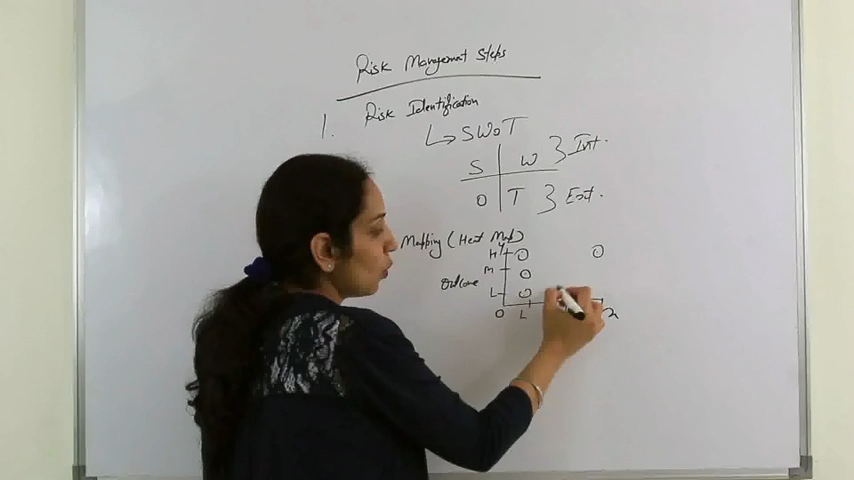 Risk Management Steps
1. Risk Identification
SWOT
S W } Int.
O T } Ext.
Mapping (Heat Map)
y
H O O
M O
Outcome
L O
O L x